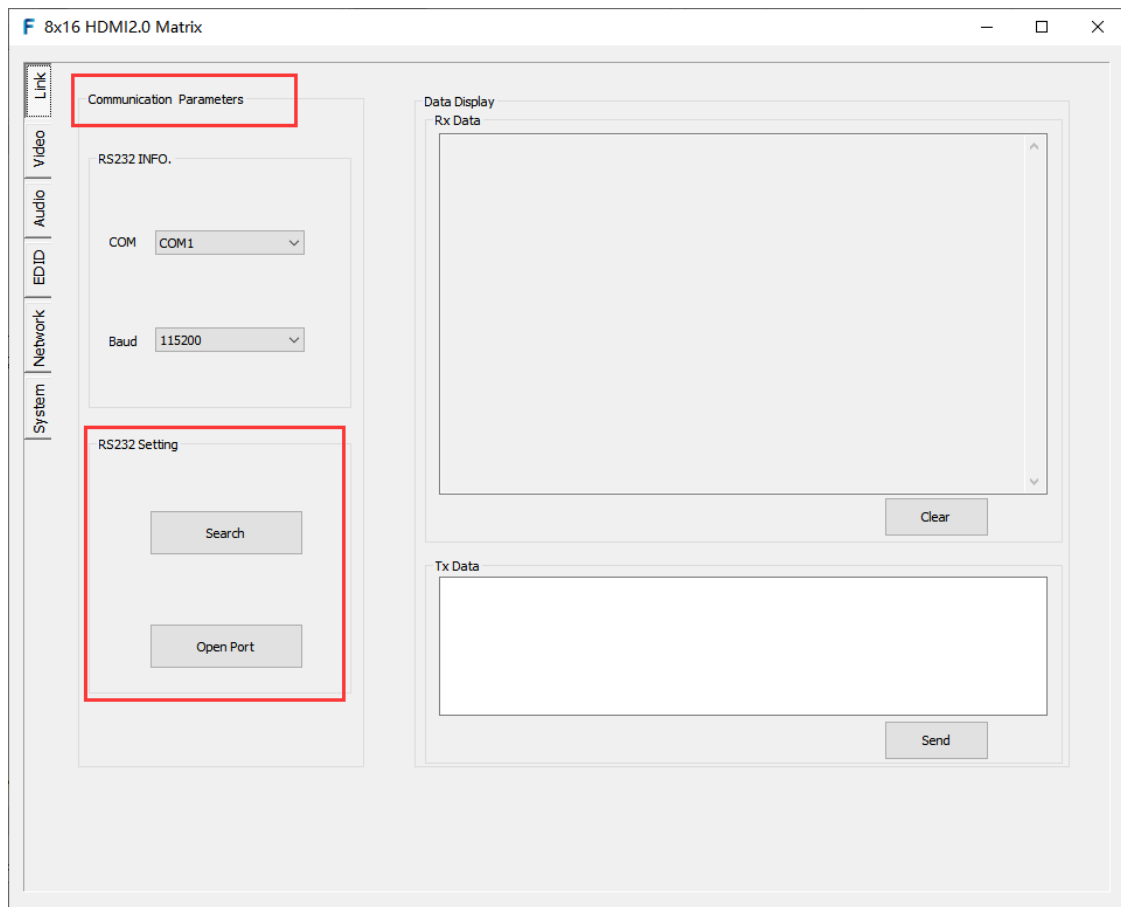 F 8x16 HDMI2.0 Matrix
Link
Video
Audio
EDID
Network
System
Communication Parameters
RS232 INFO.
COM COM1
Baud 115200
RS232 Setting
Search
Open Port
Data Display
Rx Data
Clear
Tx Data
Send